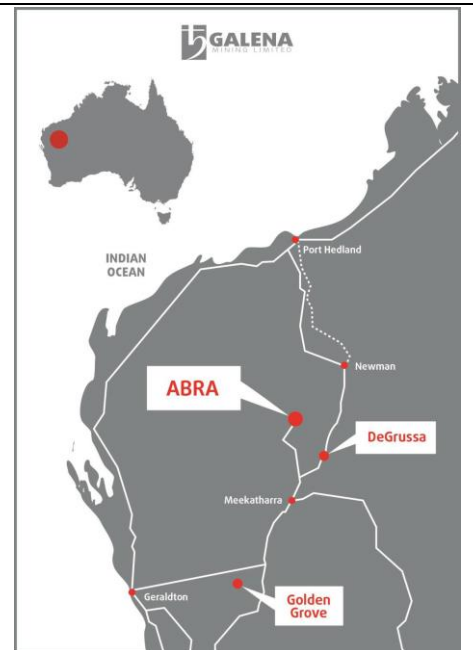 GALENA
MINING LIMITED
INDIAN
OCEAN
Port Hedland
Newman
ABRA
DeGrussa
Meekatharra
Geraldton
Golden
Grove